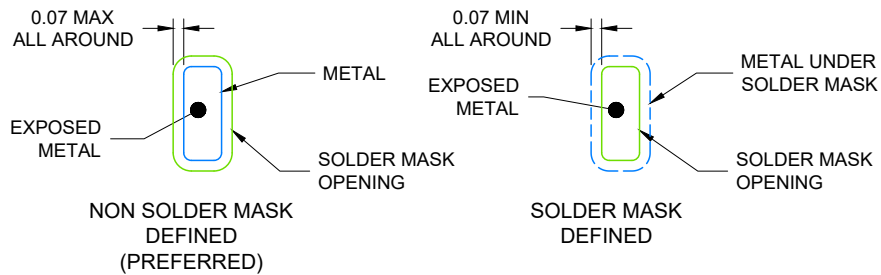 0.07 MAX
ALL AROUND
METAL
EXPOSED
METAL
SOLDER MASK
OPENING
NON SOLDER MASK
DEFINED
(PREFERRED)
0.07 MIN
ALL AROUND
METAL UNDER
SOLDER MASK
EXPOSED
METAL
SOLDER MASK
OPENING
SOLDER MASK
DEFINED